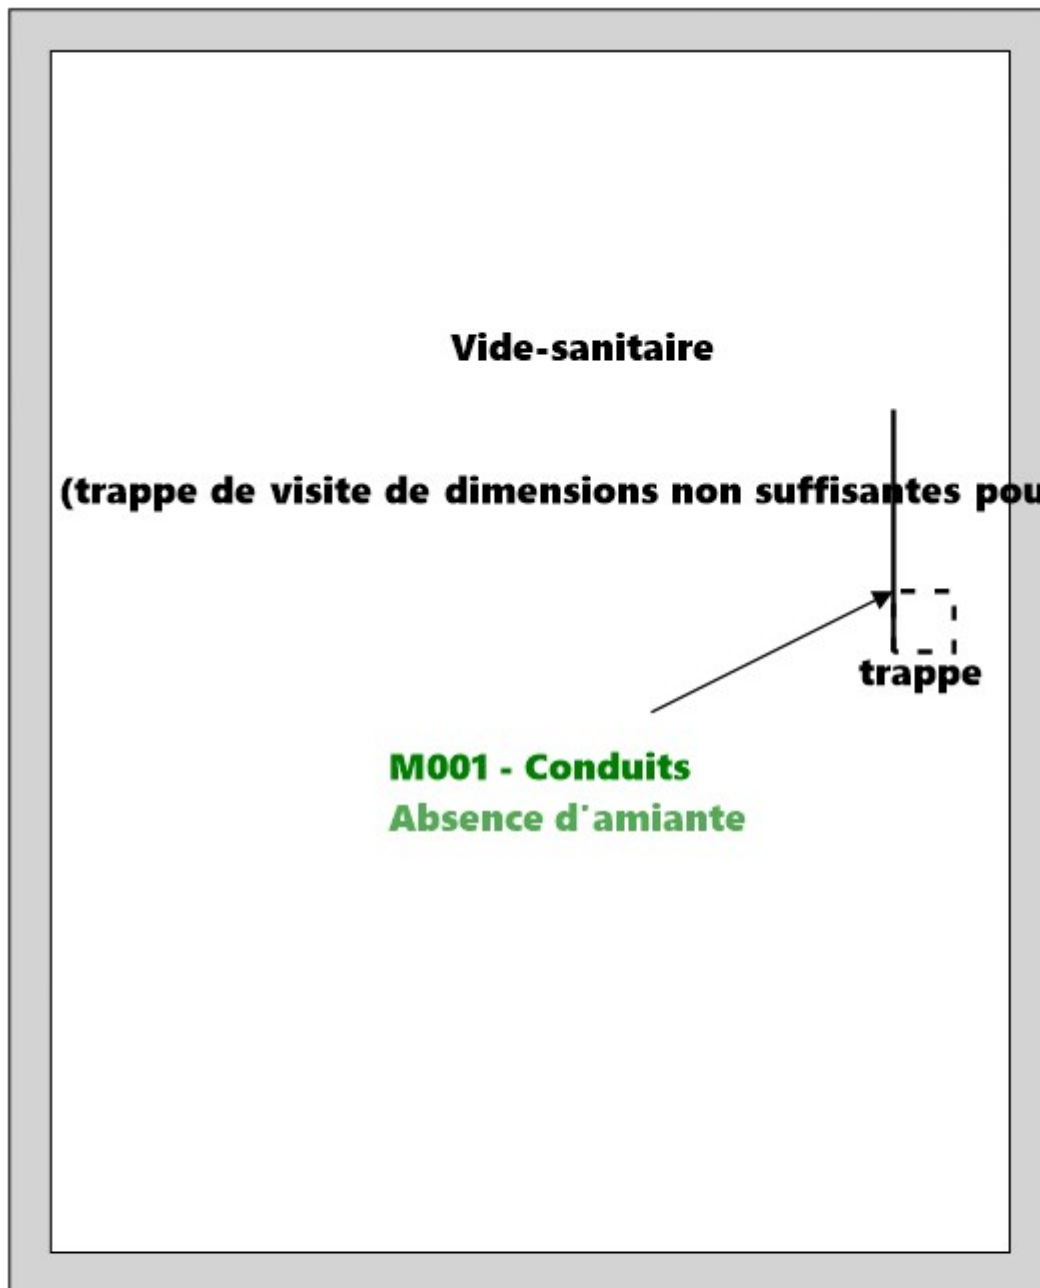 Vide-sanitaire
(trappe de visite de dimensions non suffisantes pou
trappe
M001 - Conduits
Absence d'amiante